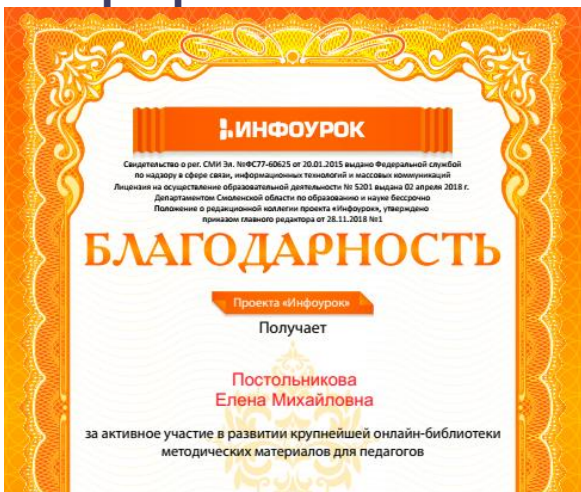 ИНФОУРОК
Свидетельство о рег. СМИ Эл. №ФС77-60625 от 20.01.2015 выдано Федеральной службой
по надзору в сфере связи, информационных технологий и массовых коммуникаций
Лицензия на осуществление образовательной деятельности № 5201 выдана 02 апреля 2018 г.
Департаментом Смоленской области по образованию и науке бессрочно
Положение о редакционной коллегии проекта «Инфоурок», утверждено
приказом главного редактора от 28.11.2018 №1
БЛАГОДАРНОСТЬ
Проекта «Инфоурок»
Получает
Постольникова
Елена Михайловна
за активное участие в развитии крупнейшей онлайн-библиотеки
методических материалов для педагогов